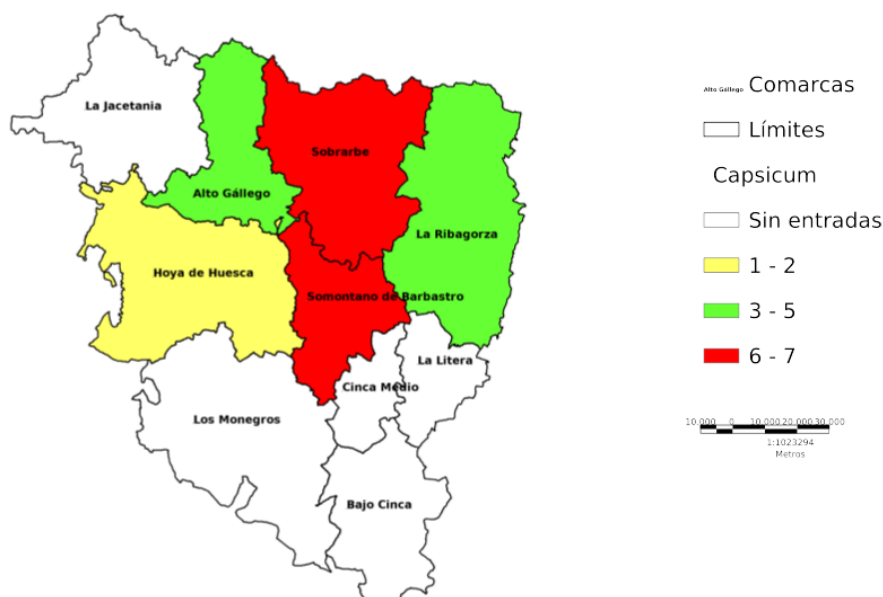 La Jacetania
Sobrarbe
Alto Gállego
La Ribagorza
Hoya de Huesca
Somontano de Barbastro
La Litera
Cinca Medio
Los Monegros
Bajo Cinca
Alto Gállego Comarcas
Límites
Capsicum
Sin entradas
1 - 2
3 - 5
6 - 7
10.000 0 10.000 20.000 30.000
1:1023294
Metros